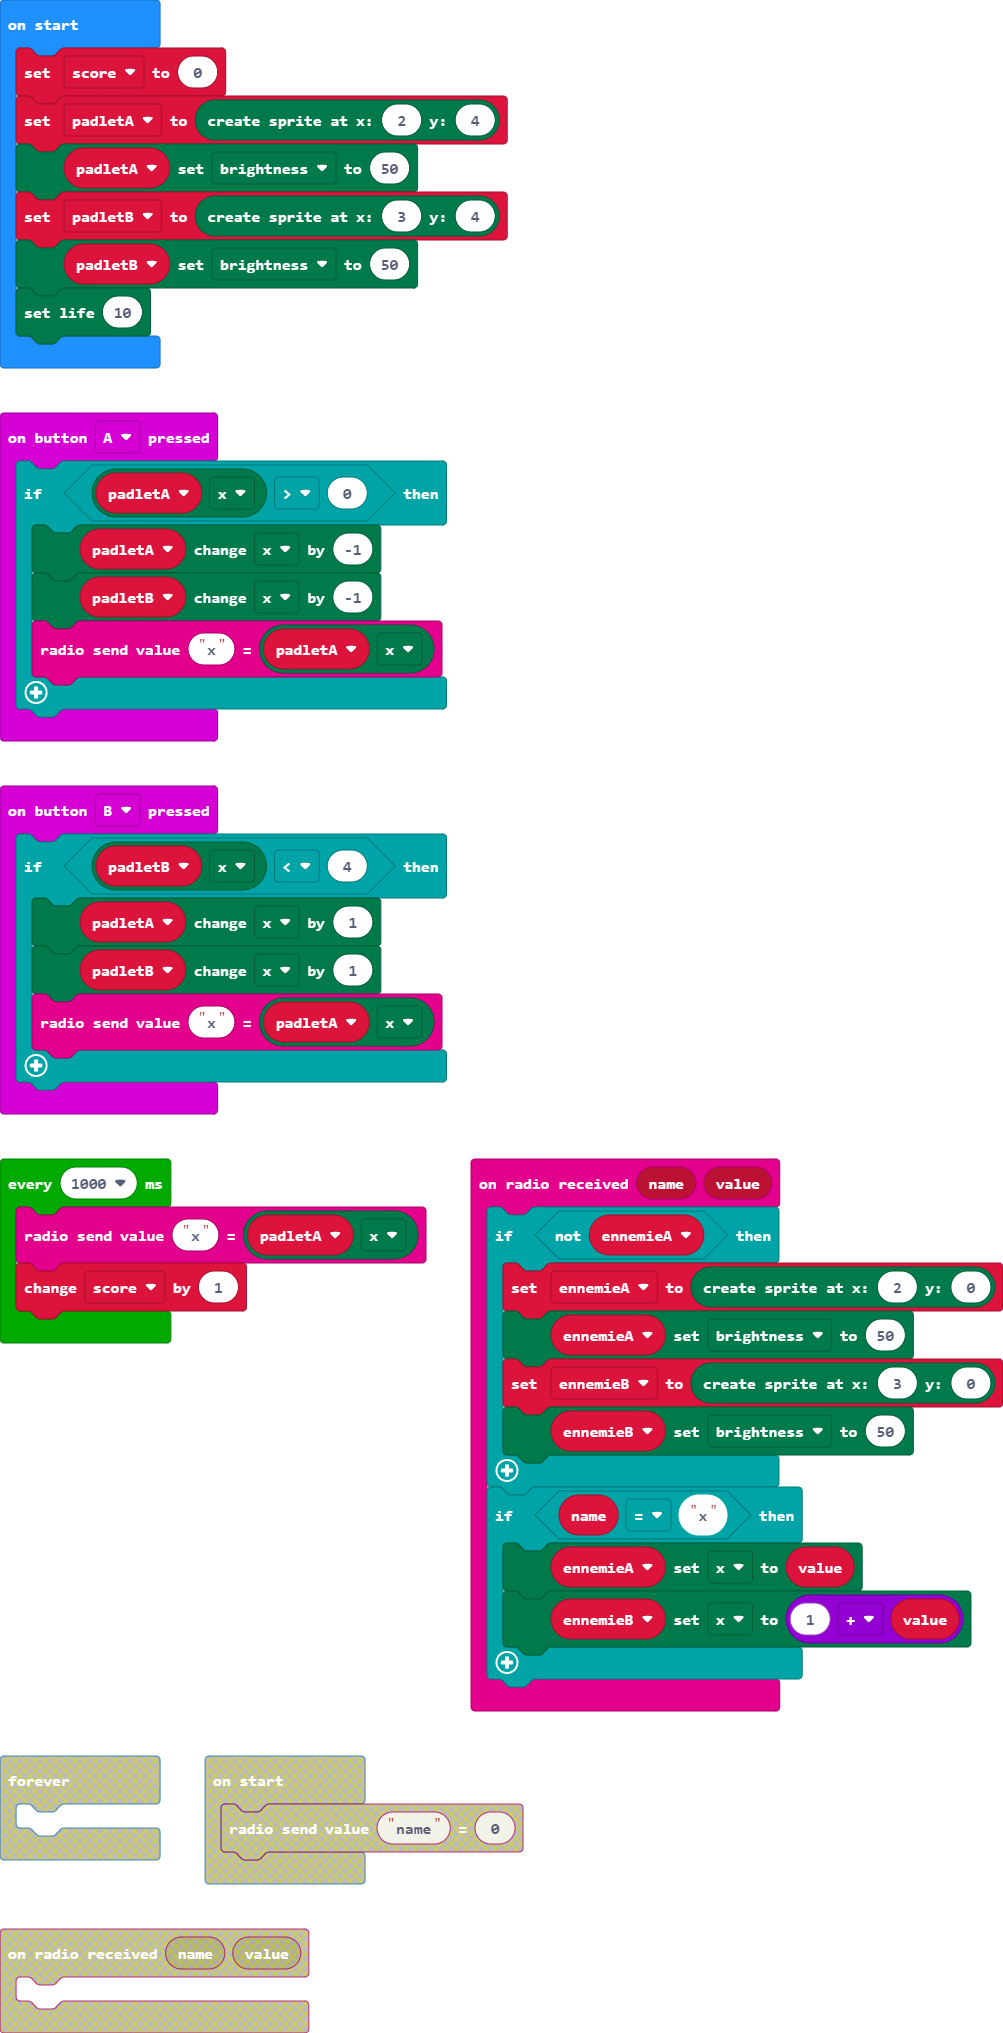 on start
set score to 0
set padletA to create sprite at x: 2 y: 4
padletA set brightness to 50
set padletB to create sprite at x: 3 y: 4
padletB set brightness to 50
set life 10
on button A pressed
if padletA x > 0 then
padletA change x by -1
padletB change x by -1
radio send value "x" = padletA x
on button B pressed
if padletB x < 4 then
padletA change x by 1
padletB change x by 1
radio send value "x" = padletA x
every 1000 ms
radio send value "x" = padletA x
change score by 1
on radio received name value
if not ennemieA then
set ennemieA to create sprite at x: 2 y: 0
ennemieA set brightness to 50
set ennemieB to create sprite at x: 3 y: 0
ennemieB set brightness to 50
if name = "x" then
ennemieA set x to value
ennemieB set x to 1 + value
forever
on start
radio send value "name" = 0
on radio received name value